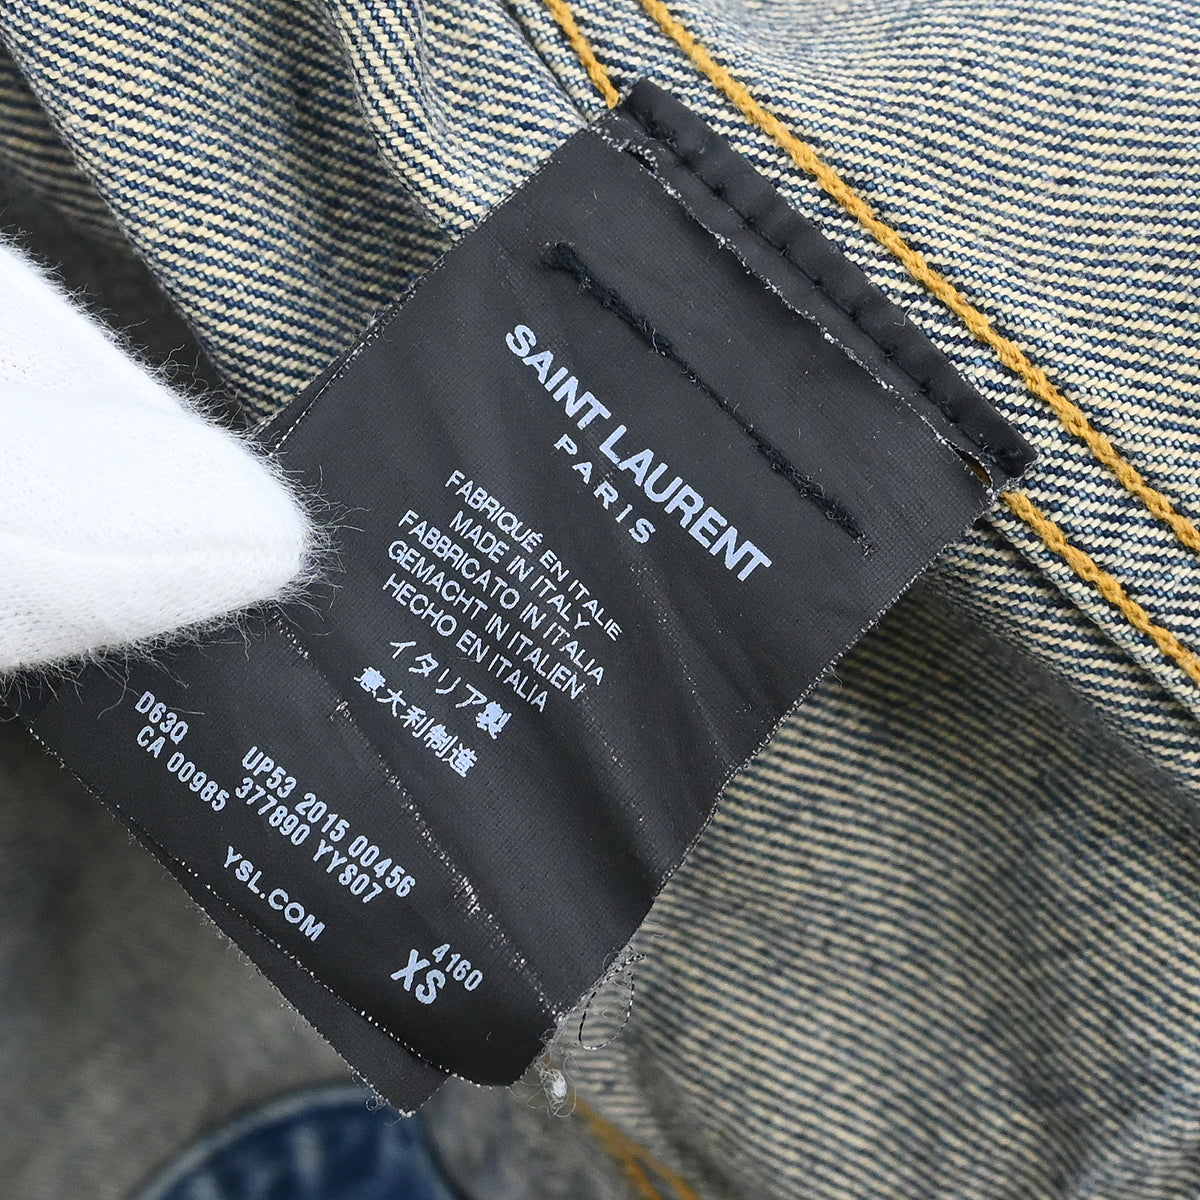 SAINT LAURENT
PARIS
FABRIQUÉ EN ITALIE
MADE IN ITALY
FABBRICATO IN ITALIA
GEMACHT IN ITALIEN
HECHO EN ITALIA
イタリア製
意大利制造
D63Q UP53 2015 00456
CA 00985 377890 YYS07
YSL.COM
4160
XS